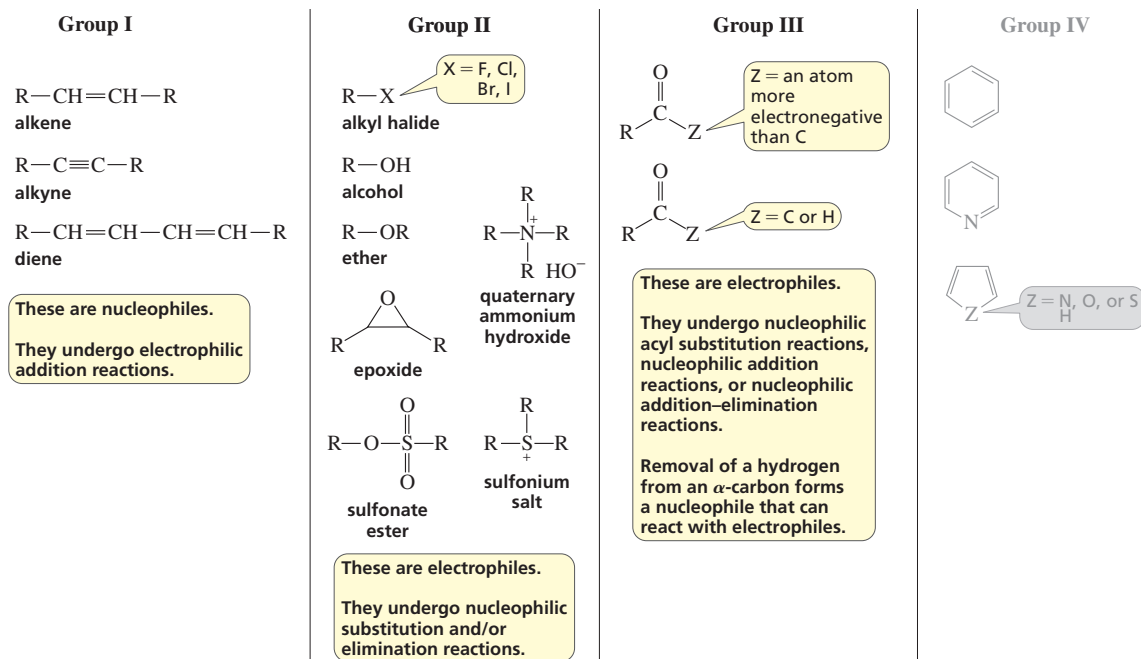 Group I
R—CH=CH—R
alkene
R—C≡C—R
alkyne
R—CH=CH—CH=CH—R
diene
These are nucleophiles.
They undergo electrophilic
addition reactions.
Group II
X = F, Cl,
Br, I
R—X
alkyl halide
R—OH
alcohol
R—OR
ether
R
R—N—R
+
R
HO−
quaternary
ammonium
hydroxide
O
R
R
epoxide
O
R—O—S—R
O
sulfonate
ester
R
R—S—R
+
sulfonium
salt
These are electrophiles.
They undergo nucleophilic
substitution and/or
elimination reactions.
Group III
O
C
R
Z
Z = an atom
more
electronegative
than C
O
C
R
Z
Z = C or H
These are electrophiles.
They undergo nucleophilic
acyl substitution reactions,
nucleophilic addition
reactions, or nucleophilic
addition–elimination
reactions.
Removal of a hydrogen
from an α-carbon forms
a nucleophile that can
react with electrophiles.
Group IV
N
Z
Z = N, O, or S
H